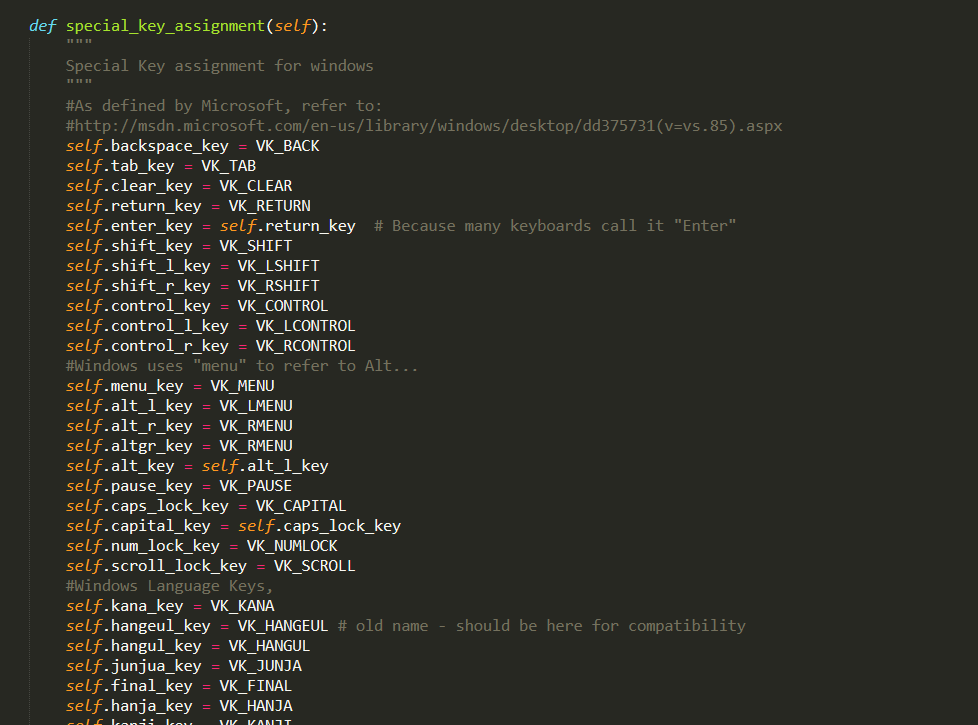 def special_key_assignment(self):
"""
Special Key assignment for windows
"""
#As defined by Microsoft, refer to:
#http://msdn.microsoft.com/en-us/library/windows/desktop/dd375731(v=vs.85).aspx
self.backspace_key = VK_BACK
self.tab_key = VK_TAB
self.clear_key = VK_CLEAR
self.return_key = VK_RETURN
self.enter_key = self.return_key  # Because many keyboards call it "Enter"
self.shift_key = VK_SHIFT
self.shift_l_key = VK_LSHIFT
self.shift_r_key = VK_RSHIFT
self.control_key = VK_CONTROL
self.control_l_key = VK_LCONTROL
self.control_r_key = VK_RCONTROL
#Windows uses "menu" to refer to Alt...
self.menu_key = VK_MENU
self.alt_l_key = VK_LMENU
self.alt_r_key = VK_RMENU
self.altgr_key = VK_RMENU
self.alt_key = self.alt_l_key
self.pause_key = VK_PAUSE
self.caps_lock_key = VK_CAPITAL
self.capital_key = self.caps_lock_key
self.num_lock_key = VK_NUMLOCK
self.scroll_lock_key = VK_SCROLL
#Windows Language Keys,
self.kana_key = VK_KANA
self.hangeul_key = VK_HANGEUL # old name - should be here for compatibility
self.hangul_key = VK_HANGUL
self.junjua_key = VK_JUNJA
self.final_key = VK_FINAL
self.hanja_key = VK_HANJA
self.kanji_key = VK_KANJI